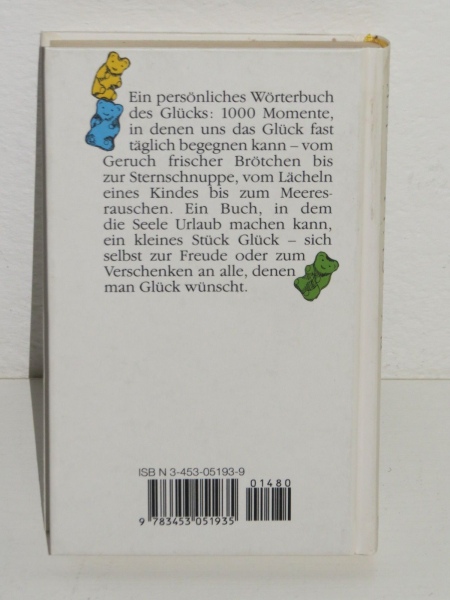 Ein persönliches Wörterbuch
des Glücks: 1000 Momente,
in denen uns das Glück fast
täglich begegnen kann – vom
Geruch frischer Brötchen bis
zur Sternschnuppe, vom Lächeln
eines Kindes bis zum Meeres-
rauschen. Ein Buch, in dem
die Seele Urlaub machen kann,
ein kleines Stück Glück – sich
selbst zur Freude oder zum
Verschenken an alle, denen
man Glück wünscht.
ISBN 3-453-05193-9
01480
9 783453 051935